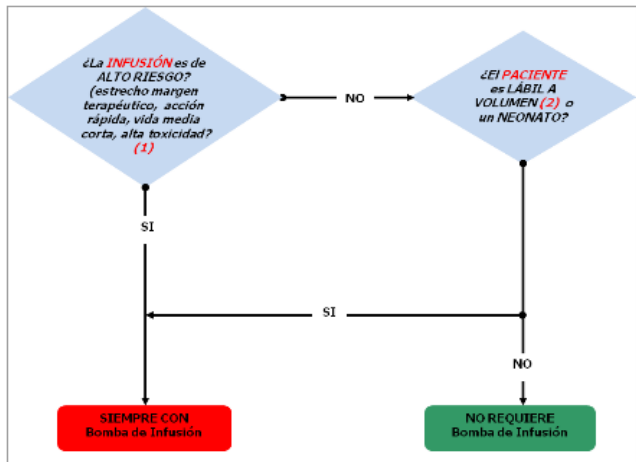 ¿La INFUSIÓN es de
ALTO RIESGO?
(estrecho margen
terapéutico, acción
rápida, vida media
corta, alta toxicidad?
(1)
NO
¿El PACIENTE
es LÁBIL A
VOLUMEN (2) o
un NEONATO?
SI
SI
NO
SIEMPRE CON
Bomba de Infusión
NO REQUIERE
Bomba de Infusión